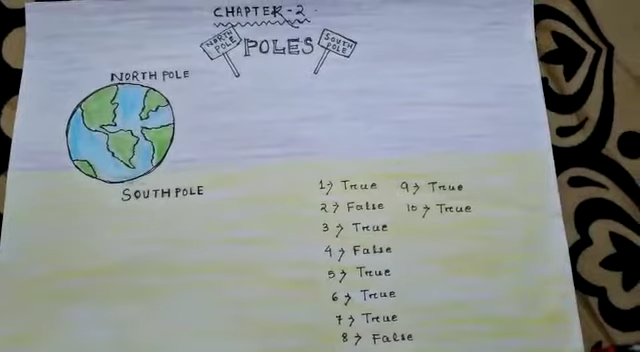 CHAPTER-2
NORTH POLE
POLES
SOUTH POLE
NORTH POLE
SOUTH POLE
1) True
2) False
3) True
4) False
5) True
6) True
7) True
8) False
9) True
10) True